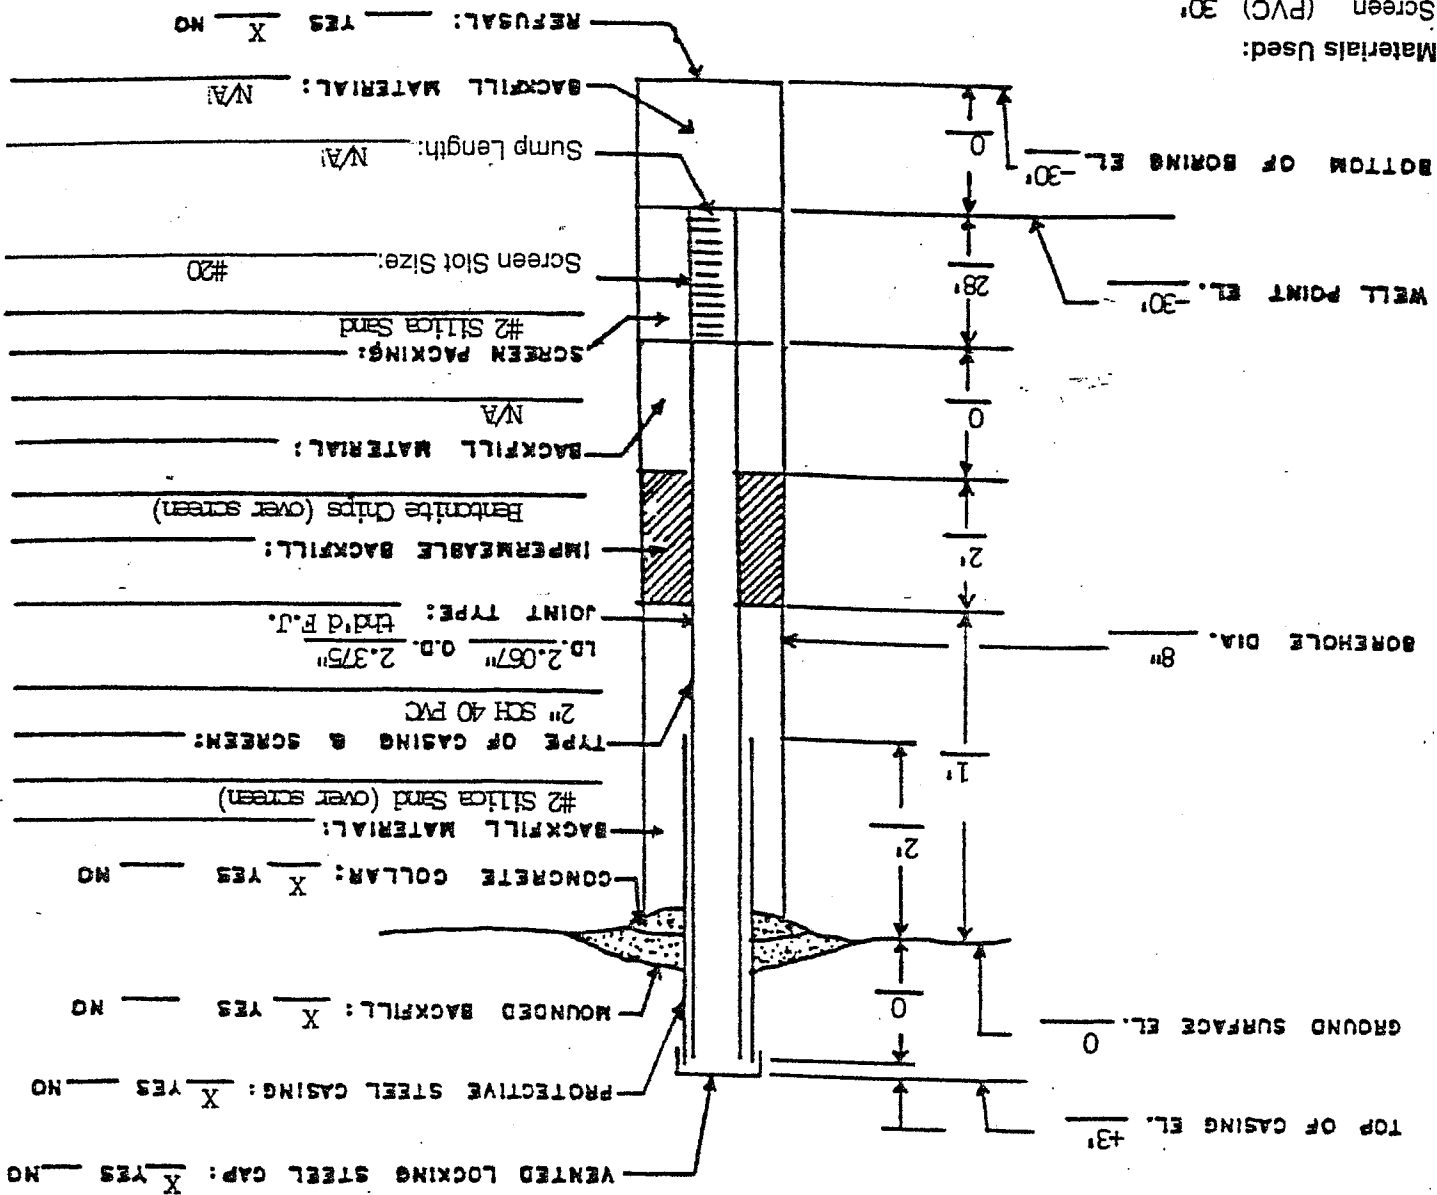 VENTED LOCKING STEEL CAP: X YES NO
TOP OF CASING EL. +3'
PROTECTIVE STEEL CASING: X YES NO
GROUND SURFACE EL. 0
0
MOUNDED BACKFILL: X YES NO
CONCRETE COLLAR: X YES NO
BACKFILL MATERIAL:
#2 Silica Sand (over screen)
2'
1'
TYPE OF CASING & SCREEN:
2" SCH 40 PVC
BOREHOLE DIA. 8"
I.D. 2.067" O.D. 2.375"
JOINT TYPE: thd'd F.J.
2'
IMPERMEABLE BACKFILL:
Bentonite Chips (over screen)
BACKFILL MATERIAL:
N/A
0
SCREEN PACKING:
#2 Silica Sand
WELL POINT EL. -30'
28'
Screen Slot Size: #20
BOTTOM OF BORING EL. -30'
0
Sump Length: N/A!
BACKFILL MATERIAL: N/A!
REFUSAL: YES X NO
Materials Used:
Screen (PVC) 30'